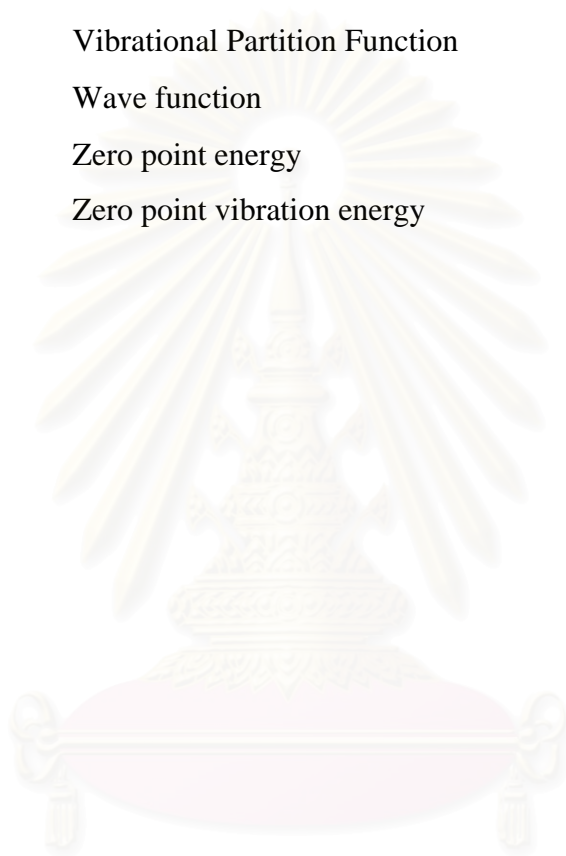 Vibrational Partition Function
Wave function
Zero point energy
Zero point vibration energy